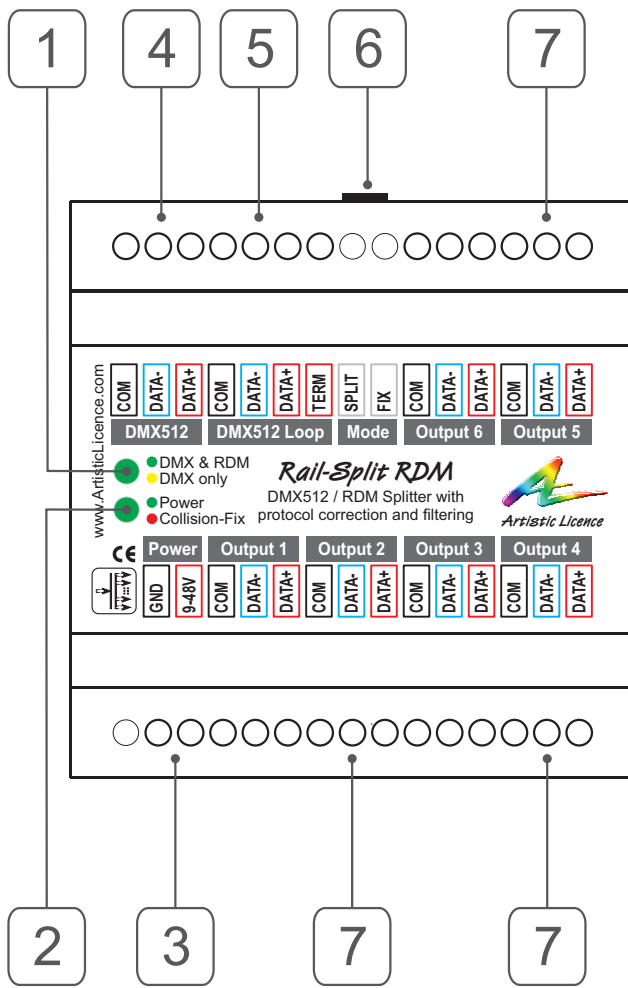 1 4 5 6 7
COM DATA- DATA+ COM DATA- DATA+ TERM SPLIT FIX COM DATA- DATA+ COM DATA- DATA+
DMX512 DMX512 Loop Mode Output 6 Output 5
www.ArtisticLicence.com
DMX & RDM
DMX only
Power
Collision-Fix
Rail-Split RDM
DMX512 / RDM Splitter with
protocol correction and filtering
Artistic Licence
CE
Power Output 1 Output 2 Output 3 Output 4
GND 9-48V COM DATA- DATA+ COM DATA- DATA+ COM DATA- DATA+ COM DATA- DATA+
2 3 7 7